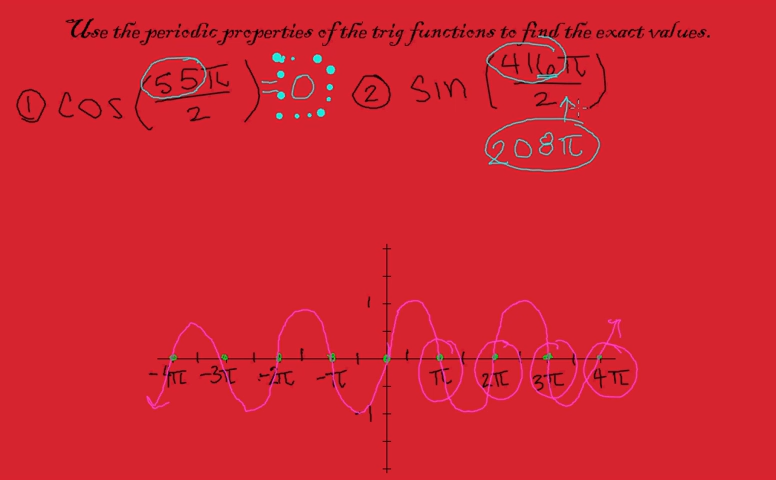 Use the periodic properties of the trig functions to find the exact values.
① cos(55π/2) = 0 ② sin(416π/2)
208π
1
-4π -3π -2π -π π 2π 3π 4π
-1